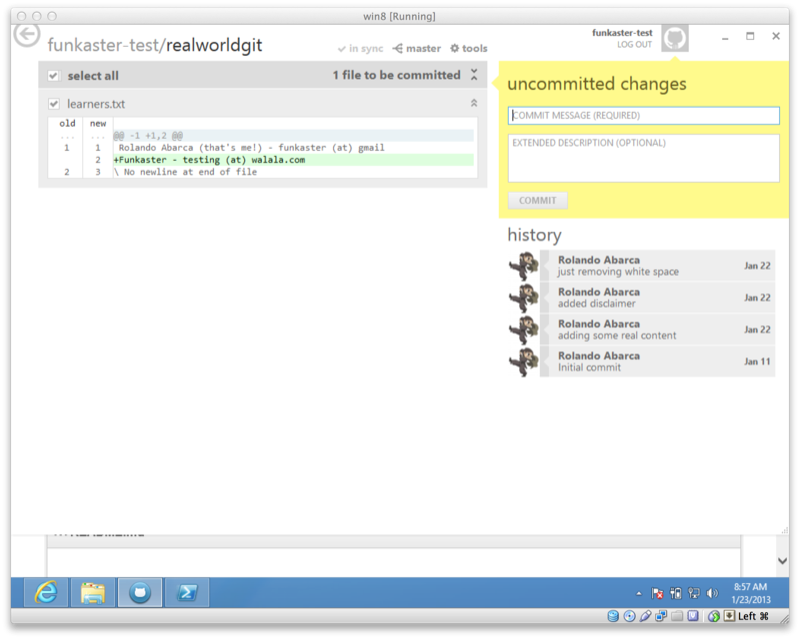 win8 [Running]
funkaster-test/realworldgit
in sync
master
tools
funkaster-test
LOG OUT
select all
1 file to be committed
learners.txt
old new
... ... @@ -1 +1,2 @@
1 1 Rolando Abarca (that's me!) - funkaster (at) gmail
2 +Funkaster - testing (at) walala.com
2 3 \ No newline at end of file
uncommitted changes
COMMIT MESSAGE (REQUIRED)
EXTENDED DESCRIPTION (OPTIONAL)
COMMIT
history
Rolando Abarca
just removing white space
Jan 22
Rolando Abarca
added disclaimer
Jan 22
Rolando Abarca
adding some real content
Jan 22
Rolando Abarca
Initial commit
Jan 11
8:57 AM
1/23/2013
Left ⌘